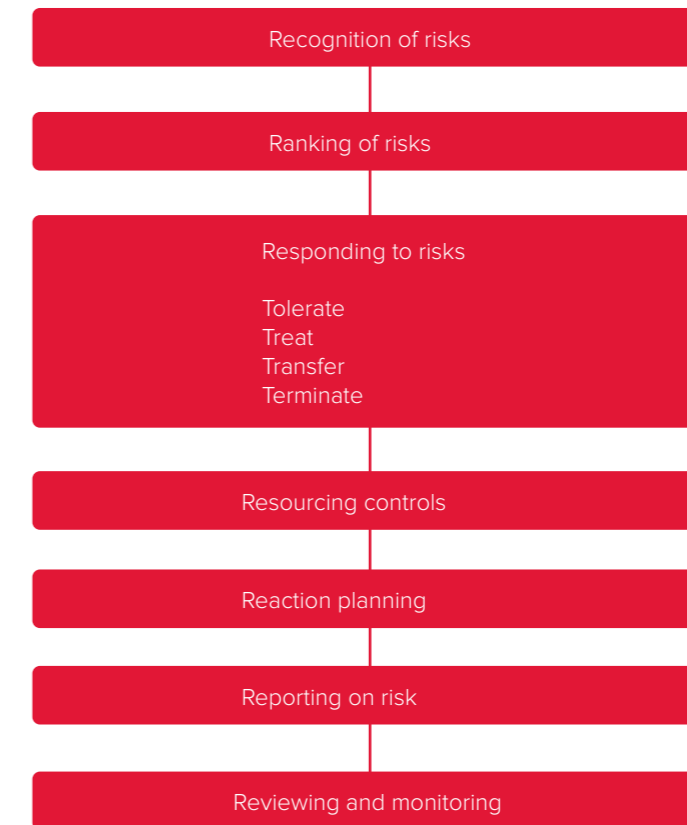 Recognition of risks
Ranking of risks
Responding to risks
Tolerate
Treat
Transfer
Terminate
Resourcing controls
Reaction planning
Reporting on risk
Reviewing and monitoring